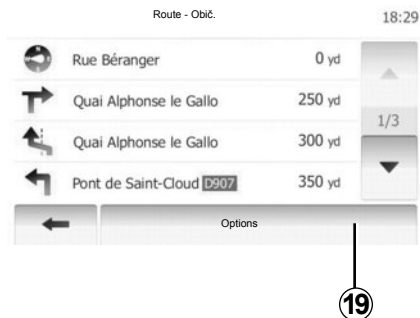 Route - Obič. 18:29
Rue Béranger 0 yd
Quai Alphonse le Gallo 250 yd
1/3
Quai Alphonse le Gallo 300 yd
Pont de Saint-Cloud D907 350 yd
Options
19